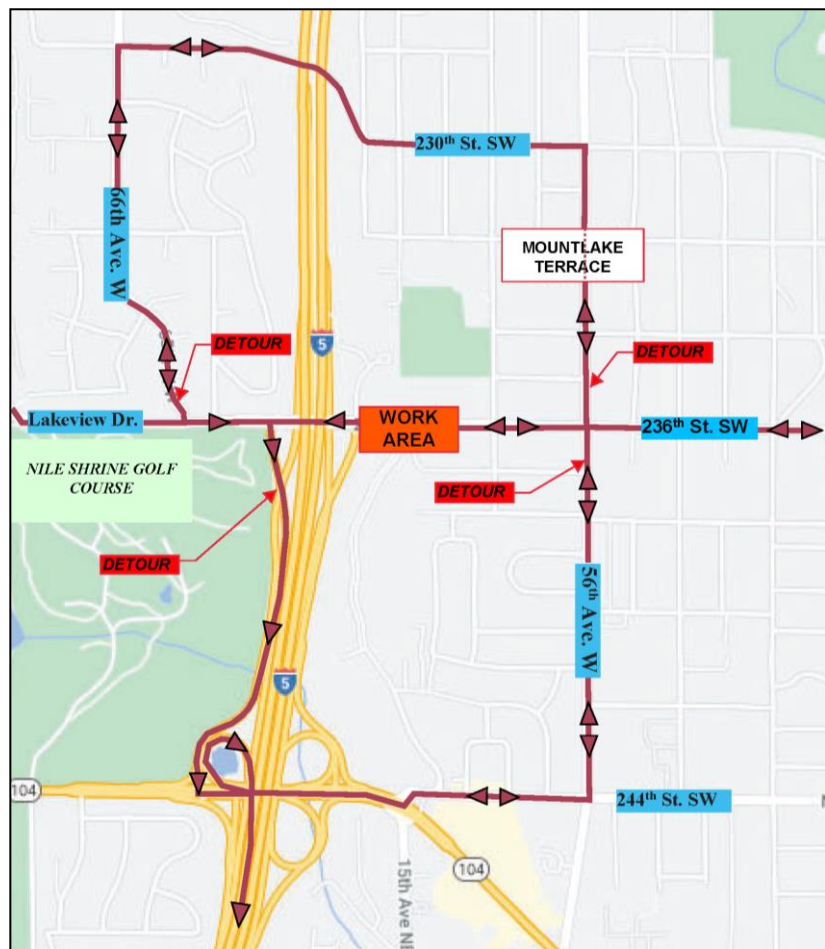 230th St. SW
66th Ave. W
MOUNTLAKE
TERRACE
DETOUR
5
DETOUR
Lakeview Dr.
WORK
AREA
236th St. SW
NILE SHRINE GOLF
COURSE
DETOUR
DETOUR
56th Ave. W
5
104
244th St. SW
15th Ave NE
104